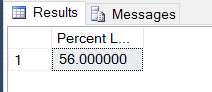 Results Messages
Percent L...
1 56.000000